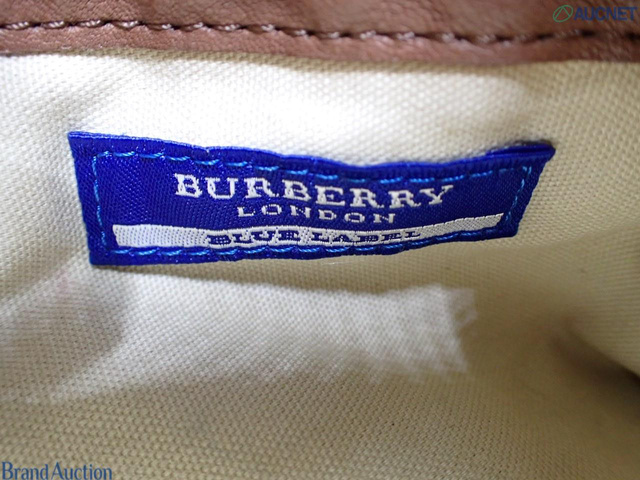 AUCNET
BURBERRY
LONDON
BLUE LABEL
Brand Auction